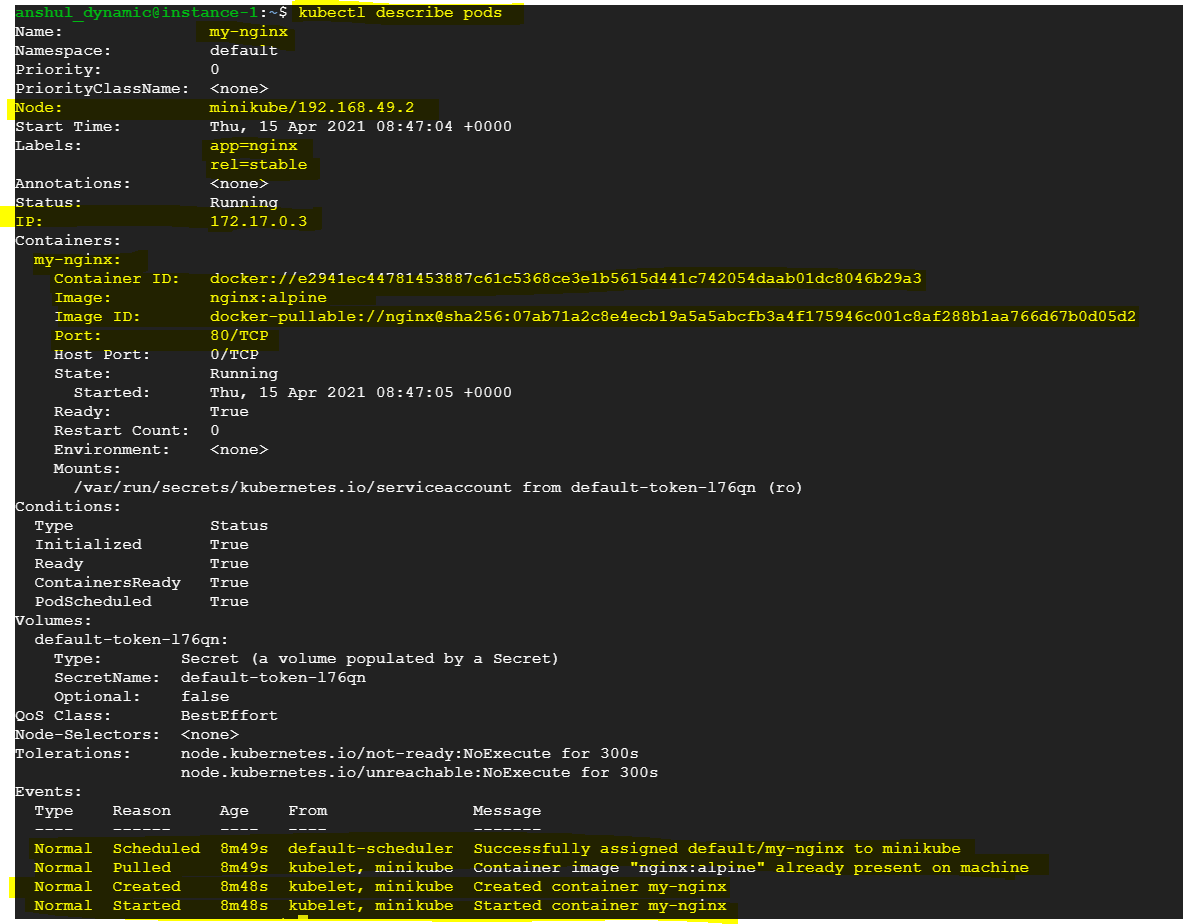 anshul_dynamic@instance-1:~$ kubectl describe pods
Name:               my-nginx
Namespace:          default
Priority:           0
PriorityClassName:  <none>
Node:               minikube/192.168.49.2
Start Time:         Thu, 15 Apr 2021 08:47:04 +0000
Labels:             app=nginx
                    rel=stable
Annotations:        <none>
Status:             Running
IP:                 172.17.0.3
Containers:
  my-nginx:
    Container ID:   docker://e2941ec44781453887c61c5368ce3e1b5615d441c742054daab01dc8046b29a3
    Image:          nginx:alpine
    Image ID:       docker-pullable://nginx@sha256:07ab71a2c8e4ecb19a5a5abcfb3a4f175946c001c8af288b1aa766d67b0d05d2
    Port:           80/TCP
    Host Port:      0/TCP
    State:          Running
      Started:      Thu, 15 Apr 2021 08:47:05 +0000
    Ready:          True
    Restart Count:  0
    Environment:    <none>
    Mounts:
      /var/run/secrets/kubernetes.io/serviceaccount from default-token-l76qn (ro)
Conditions:
  Type              Status
  Initialized       True
  Ready             True
  ContainersReady   True
  PodScheduled      True
Volumes:
  default-token-l76qn:
    Type:        Secret (a volume populated by a Secret)
    SecretName:  default-token-l76qn
    Optional:    false
QoS Class:       BestEffort
Node-Selectors:  <none>
Tolerations:     node.kubernetes.io/not-ready:NoExecute for 300s
                 node.kubernetes.io/unreachable:NoExecute for 300s
Events:
  Type    Reason     Age    From               Message
  ----    ------     ----   ----               -------
  Normal  Scheduled  8m49s  default-scheduler  Successfully assigned default/my-nginx to minikube
  Normal  Pulled     8m49s  kubelet, minikube  Container image "nginx:alpine" already present on machine
  Normal  Created    8m48s  kubelet, minikube  Created container my-nginx
  Normal  Started    8m48s  kubelet, minikube  Started container my-nginx